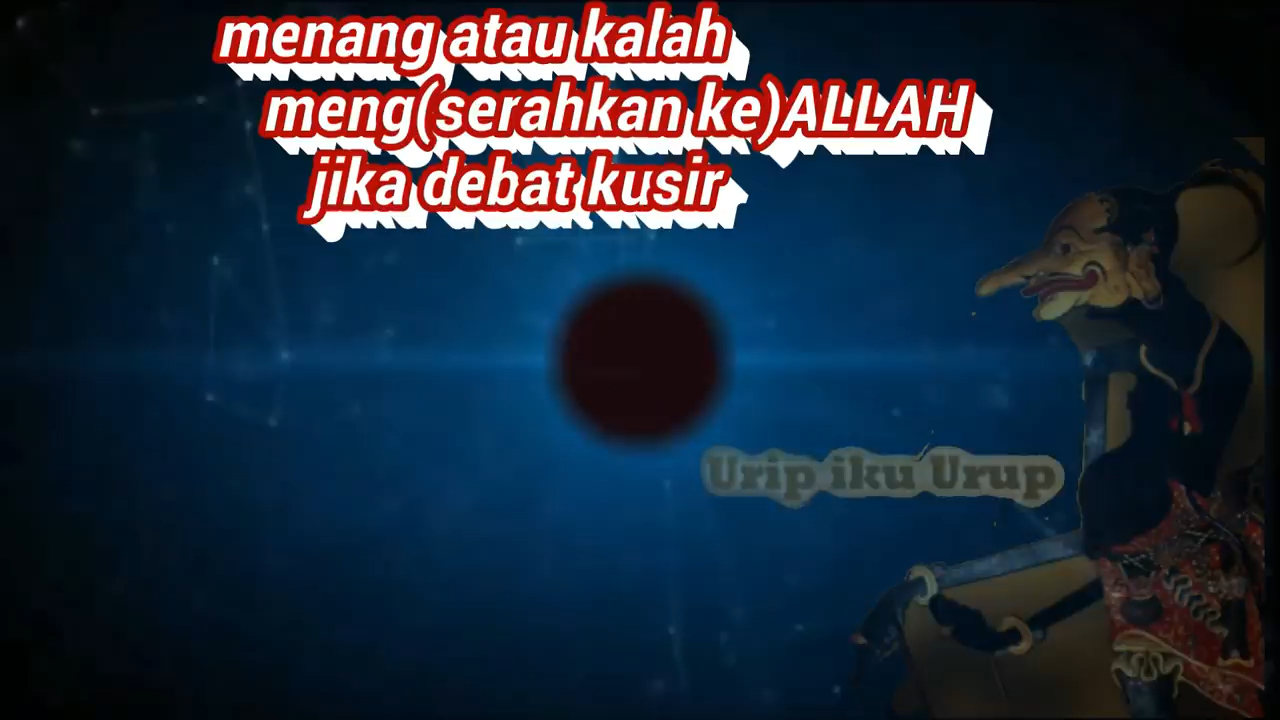 menang atau kalah
meng(serahkan ke)ALLAH
jika debat kusir
Urip iku Urup